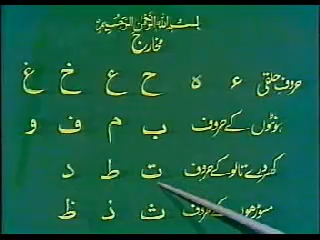 بسم اللہ الرحمن الرحیم
مخارج
حروف حلقی ء ہ ح ع خ غ
ہونٹوں کے حروف ب م ف و
کھردرے تالو کے حروف ت ط د
مسوڑھوں کے حروف ث ذ ظ